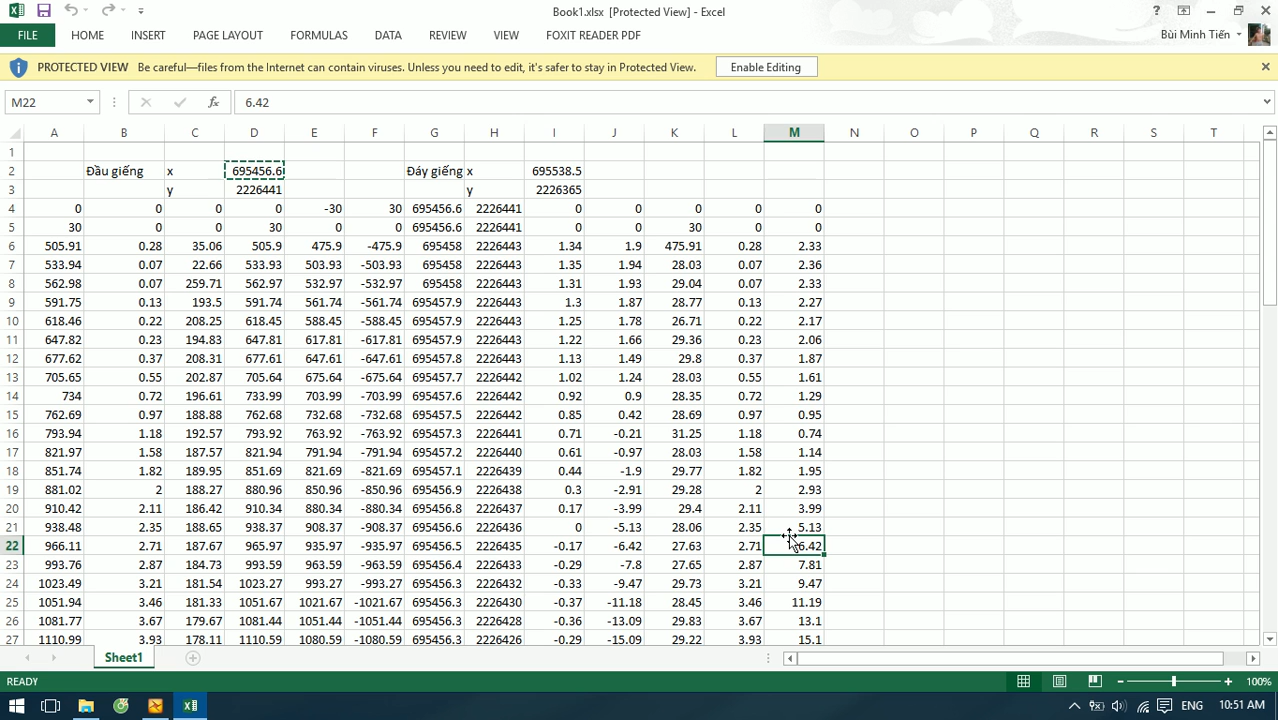 Book1.xlsx [Protected View] - Excel
FILE HOME INSERT PAGE LAYOUT FORMULAS DATA REVIEW VIEW FONT READER PDF Bùi Minh Tiến
PROTECTED VIEW Be careful—files from the Internet can contain viruses. Unless you need to edit, it's safer to stay in Protected View. Enable Editing
M22 6.42
A B C D E F G H I J K L M N O P Q R S T
1
2 Đầu giếng x 695456.6 Đáy giếng x 695538.5
3 y 2226441 y 2226365
4 0 0 0 0 -30 30 695456.6 2226441 0 0 0 0 0
5 30 0 0 30 0 0 695456.6 2226441 0 0 30 0 0
6 505.91 0.28 35.06 505.9 475.9 -475.9 695458 2226443 1.34 1.9 475.91 0.28 2.33
7 533.94 0.07 22.66 533.93 503.93 -503.93 695458 2226443 1.35 1.94 28.03 0.07 2.36
8 562.98 0.07 259.71 562.97 532.97 -532.97 695458 2226443 1.31 1.93 29.04 0.07 2.33
9 591.75 0.13 193.5 591.74 561.74 -561.74 695457.9 2226443 1.3 1.87 28.77 0.13 2.27
10 618.46 0.22 208.25 618.45 588.45 -588.45 695457.9 2226443 1.25 1.78 26.71 0.22 2.17
11 647.82 0.23 194.83 647.81 617.81 -617.81 695457.9 2226443 1.22 1.66 29.36 0.23 2.06
12 677.62 0.37 208.31 677.61 647.61 -647.61 695457.8 2226443 1.13 1.49 29.8 0.37 1.87
13 705.65 0.55 202.87 705.64 675.64 -675.64 695457.7 2226442 1.02 1.24 28.03 0.55 1.61
14 734 0.72 196.61 733.99 703.99 -703.99 695457.6 2226442 0.92 0.9 28.35 0.72 1.29
15 762.69 0.97 188.88 762.68 732.68 -732.68 695457.5 2226442 0.85 0.42 28.69 0.97 0.95
16 793.94 1.18 192.57 793.92 763.92 -763.92 695457.3 2226441 0.71 -0.21 31.25 1.18 0.74
17 821.97 1.58 187.57 821.94 791.94 -791.94 695457.2 2226440 0.61 -0.97 28.03 1.58 1.14
18 851.74 1.82 189.95 851.69 821.69 -821.69 695457.1 2226439 0.44 -1.9 29.77 1.82 1.95
19 881.02 2 188.27 880.96 850.96 -850.96 695456.9 2226438 0.3 -2.91 29.28 2 2.93
20 910.42 2.11 186.42 910.34 880.34 -880.34 695456.8 2226437 0.17 -3.99 29.4 2.11 3.99
21 938.48 2.35 188.65 938.37 908.37 -908.37 695456.6 2226436 0 -5.13 28.06 2.35 5.13
22 966.11 2.71 187.67 965.97 935.97 -935.97 695456.5 2226435 -0.17 -6.42 27.63 2.71 6.42
23 993.76 2.87 184.73 993.59 963.59 -963.59 695456.4 2226433 -0.29 -7.8 27.65 2.87 7.81
24 1023.49 3.21 181.54 1023.27 993.27 -993.27 695456.3 2226432 -0.33 -9.47 29.73 3.21 9.47
25 1051.94 3.46 181.33 1051.67 1021.67 -1021.67 695456.3 2226430 -0.37 -11.18 28.45 3.46 11.19
26 1081.77 3.67 179.67 1081.44 1051.44 -1051.44 695456.3 2226428 -0.36 -13.09 29.83 3.67 13.1
27 1110.99 3.93 178.11 1110.59 1080.59 -1080.59 695456.3 2226426 -0.29 -15.09 29.22 3.93 15.1
Sheet1
READY 100%
ENG 10:51 AM